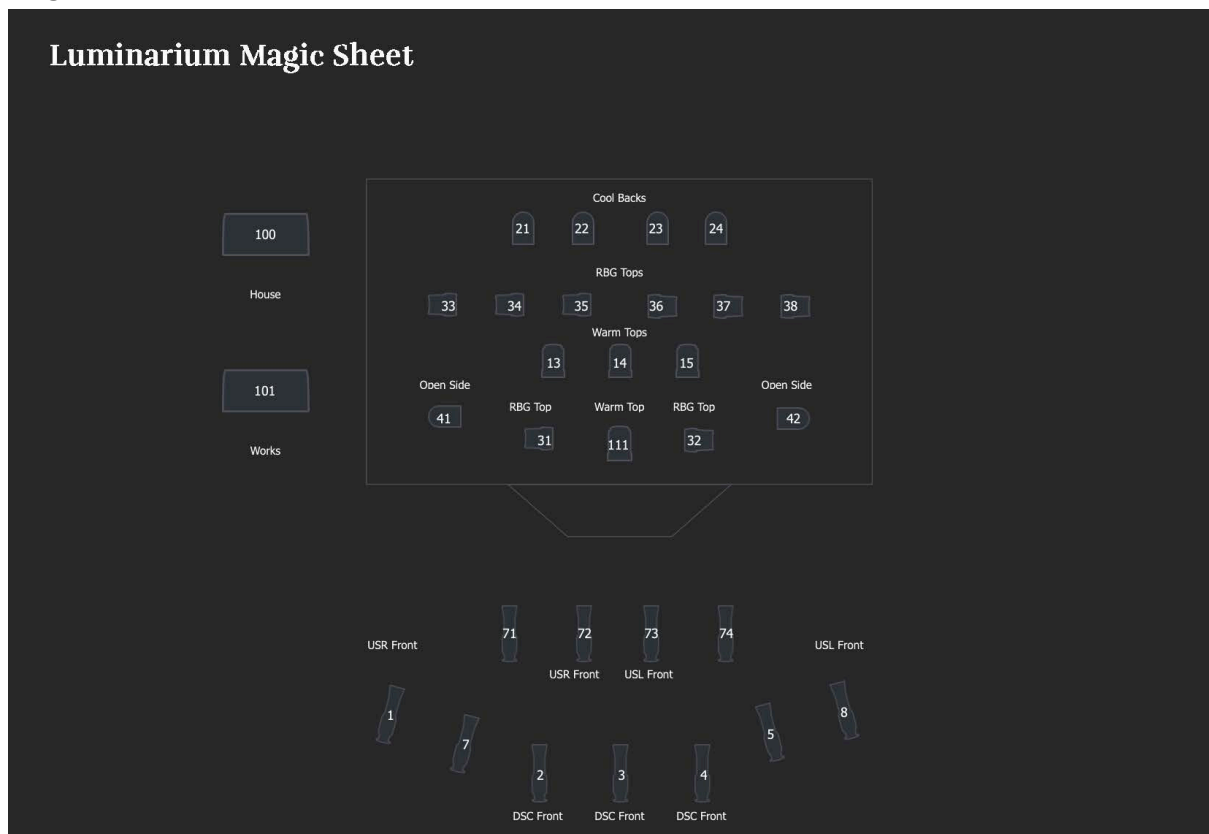 Luminarium Magic Sheet
Cool Backs
21 22 23 24
100
House
RBG Tops
33 34 35 36 37 38
Warm Tops
13 14 15
101
Works
Open Side Open Side
RBG Top Warm Top RBG Top
41 42
31 111 32
71 72 73 74
USR Front USL Front
USR Front USL Front
1 7 5 8
2 3 4
DSC Front DSC Front DSC Front